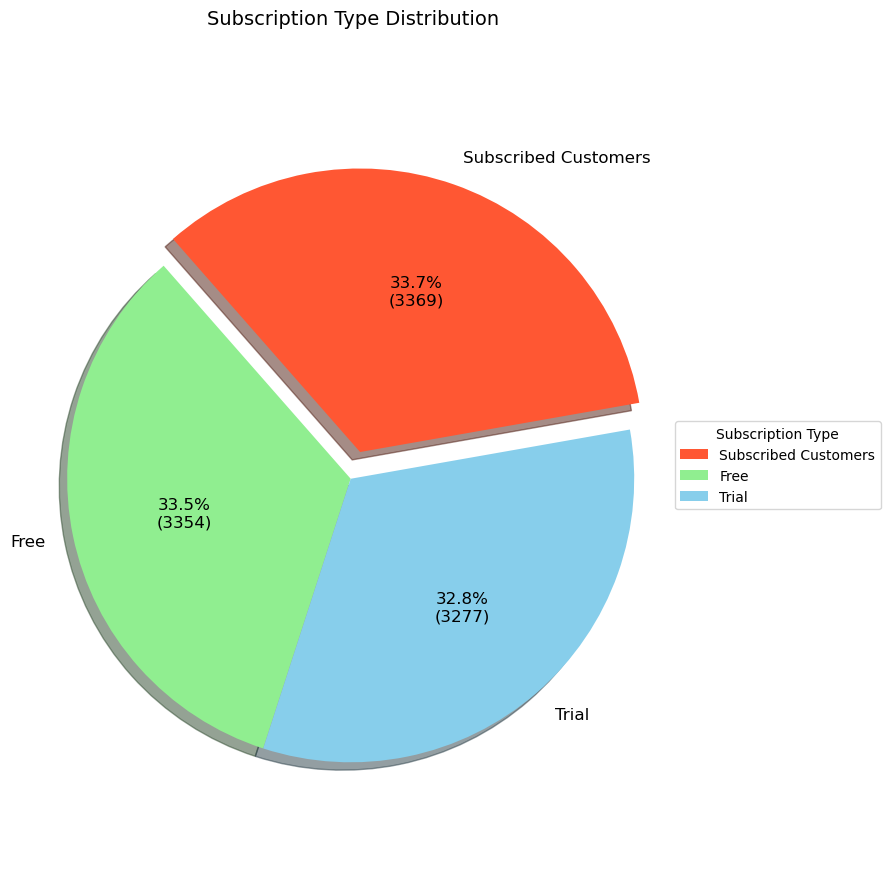 Subscription Type Distribution
Subscribed Customers
33.7%
(3369)
33.5%
(3354)
Free
32.8%
(3277)
Trial
Subscription Type
Subscribed Customers
Free
Trial